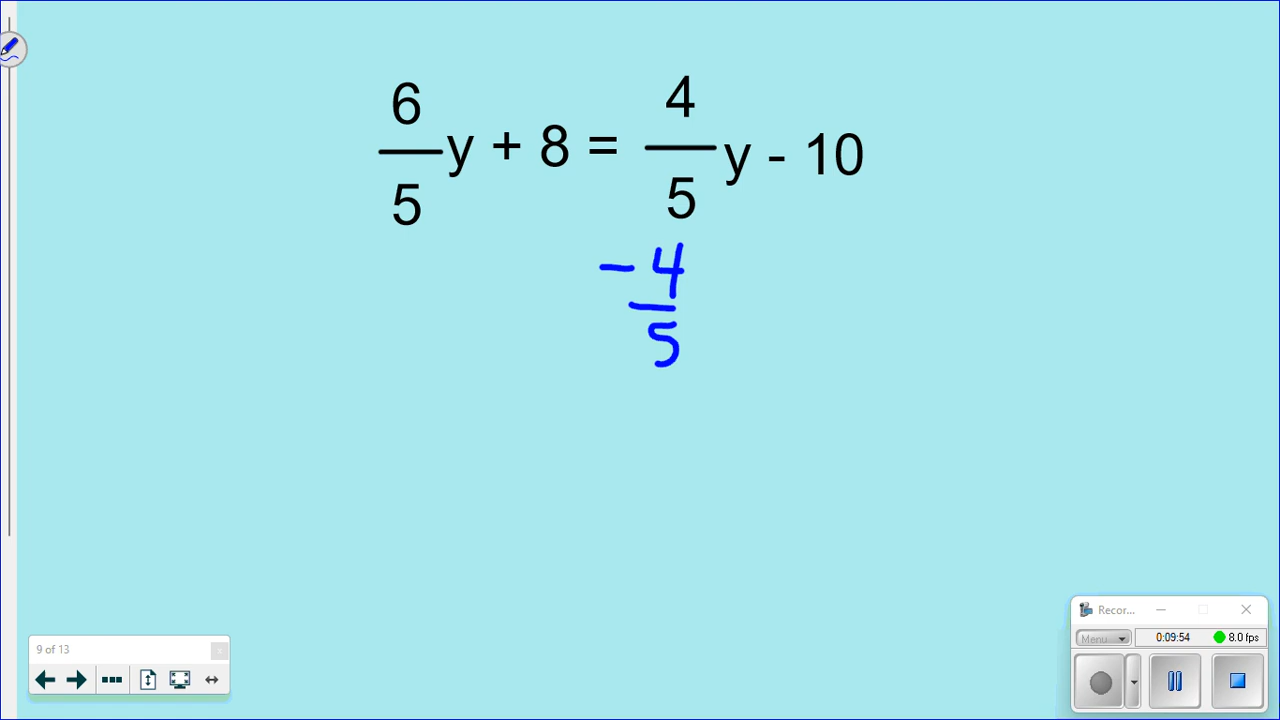 6/5 y + 8 = 4/5 y - 10
- 4/5
9 of 13
Recor...
Menu
0:09:54
8.0 fps